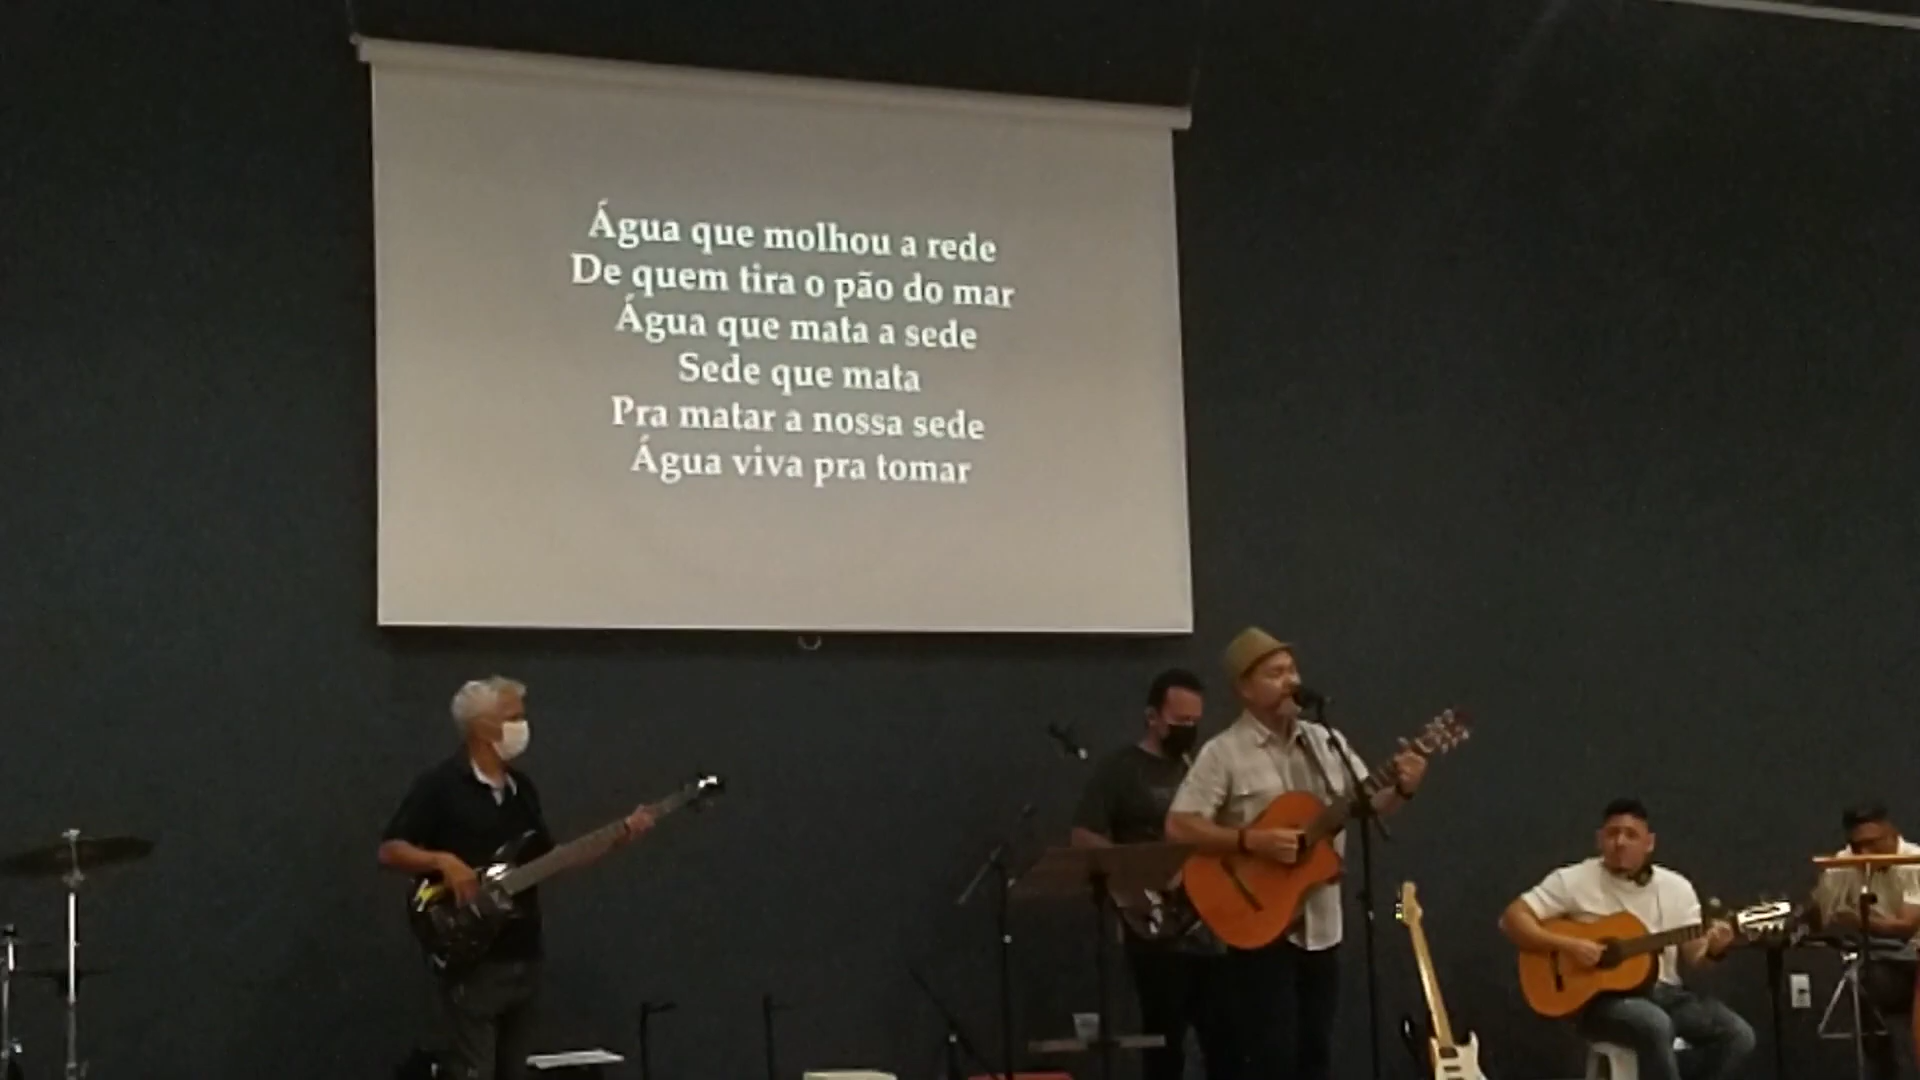 Água que molhou a rede
De quem tira o pão do mar
Água que mata a sede
Sede que mata
Pra matar a nossa sede
Água viva pra tomar